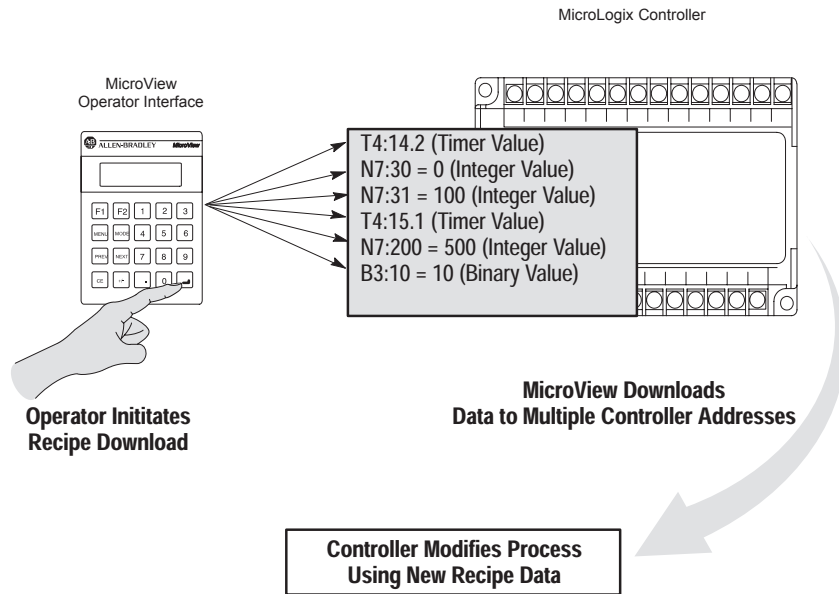 MicroLogix Controller
MicroView
Operator Interface
ALLEN-BRADLEY MicroView
F1 F2 1 2 3
MENU MODE 4 5 6
PREV NEXT 7 8 9
CE +/- . 0
T4:14.2 (Timer Value)
N7:30 = 0 (Integer Value)
N7:31 = 100 (Integer Value)
T4:15.1 (Timer Value)
N7:200 = 500 (Integer Value)
B3:10 = 10 (Binary Value)
Operator Inititates
Recipe Download
MicroView Downloads
Data to Multiple Controller Addresses
Controller Modifies Process
Using New Recipe Data